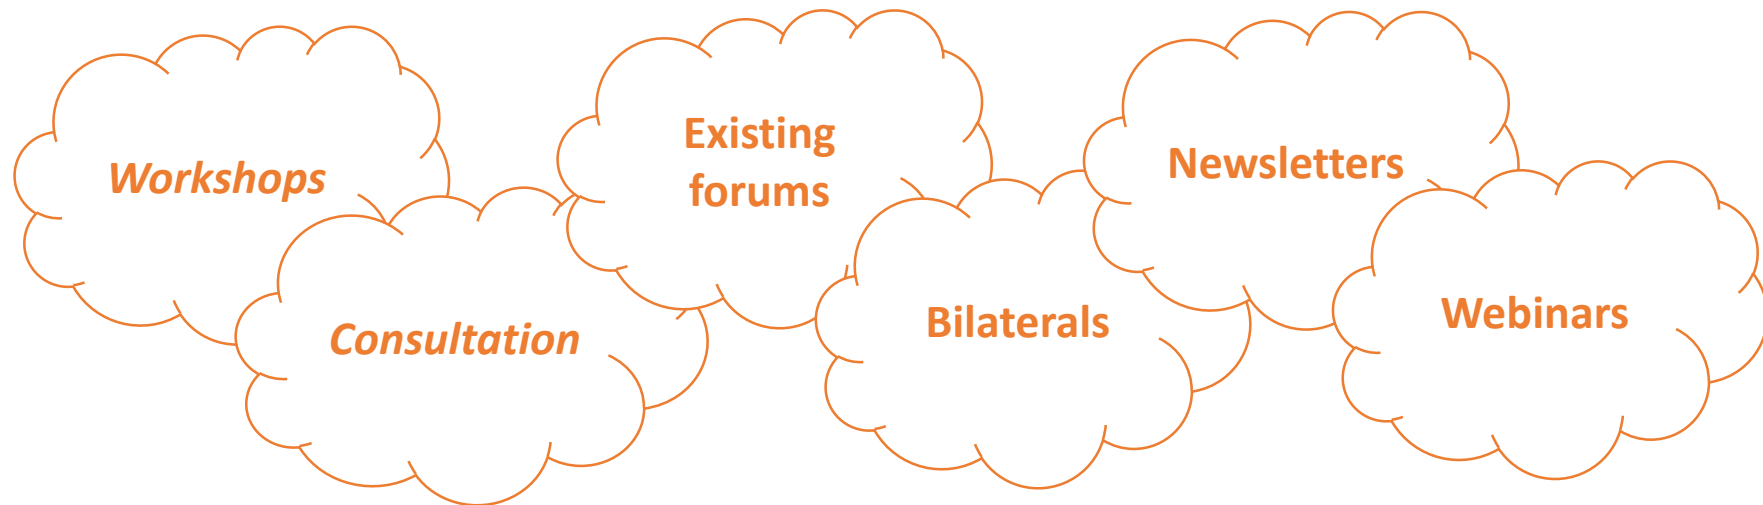 Workshops
Consultation
Existing
forums
Bilaterals
Newsletters
Webinars